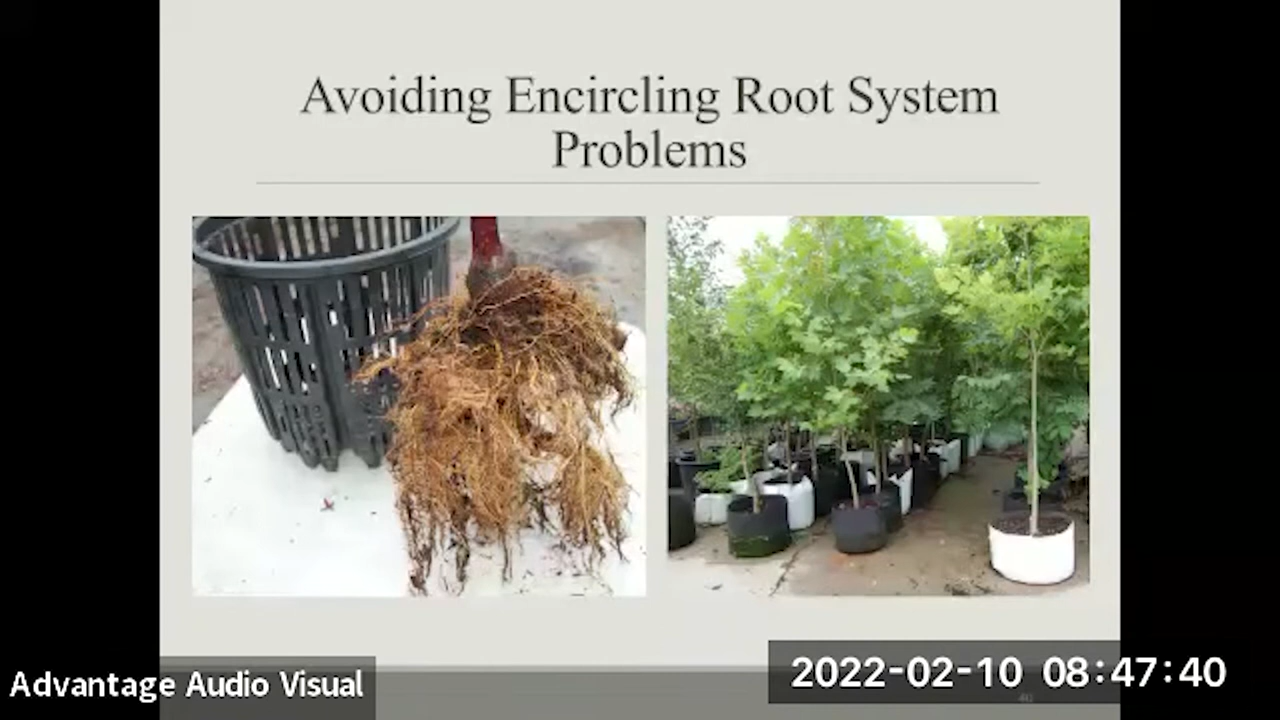 Avoiding Encircling Root System
Problems
Advantage Audio Visual
2022-02-10 08:47:40